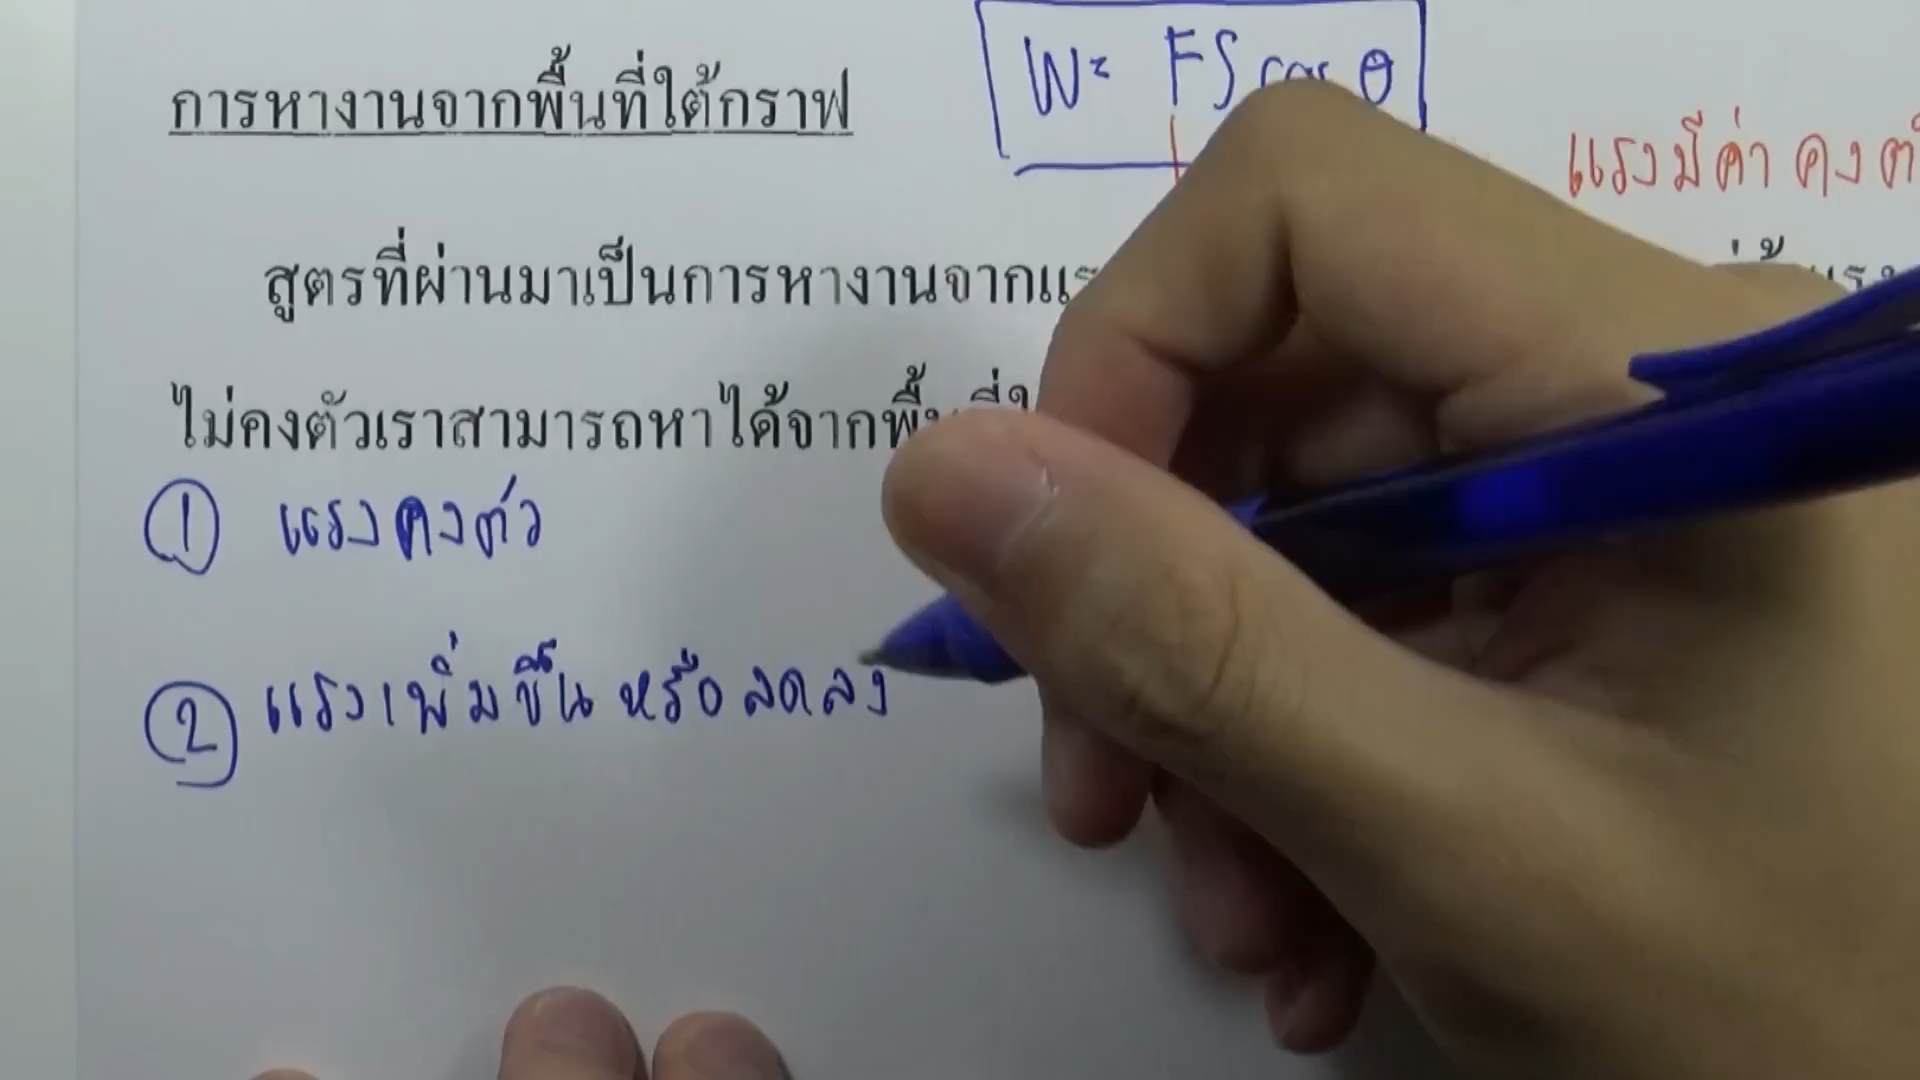 การหางานจากพื้นที่ใต้กราฟ
W = FS cos θ
แรงมีค่า คง
สูตรที่ผ่านมาเป็นการหางานจาก
ไม่คงตัวเราสามารถหาได้จากพื้นที่
① แรงคงตัว
② แรงเพิ่มขึ้น หรือ ลดลง